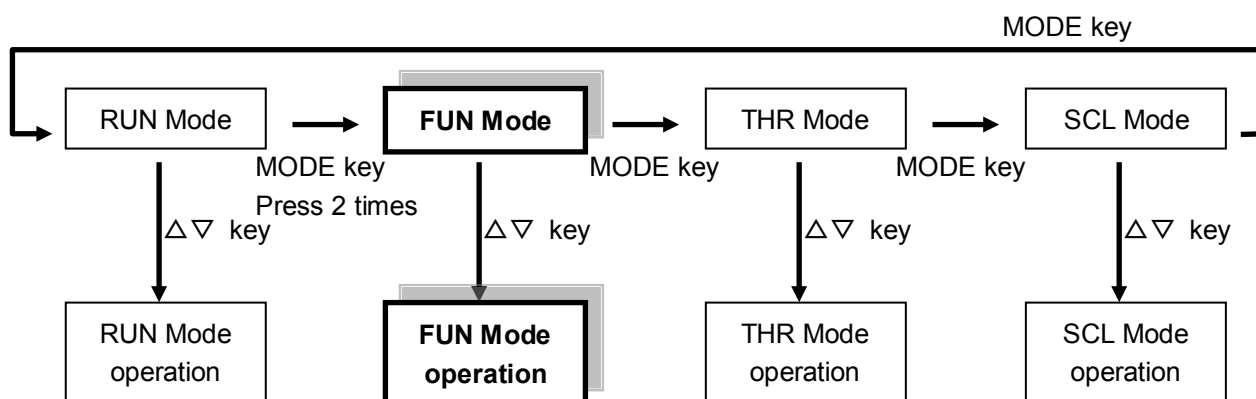 MODE key
RUN Mode
FUN Mode
THR Mode
SCL Mode
MODE key
Press 2 times
MODE key
MODE key
△▽ key
△▽ key
△▽ key
△▽ key
RUN Mode
operation
FUN Mode
operation
THR Mode
operation
SCL Mode
operation